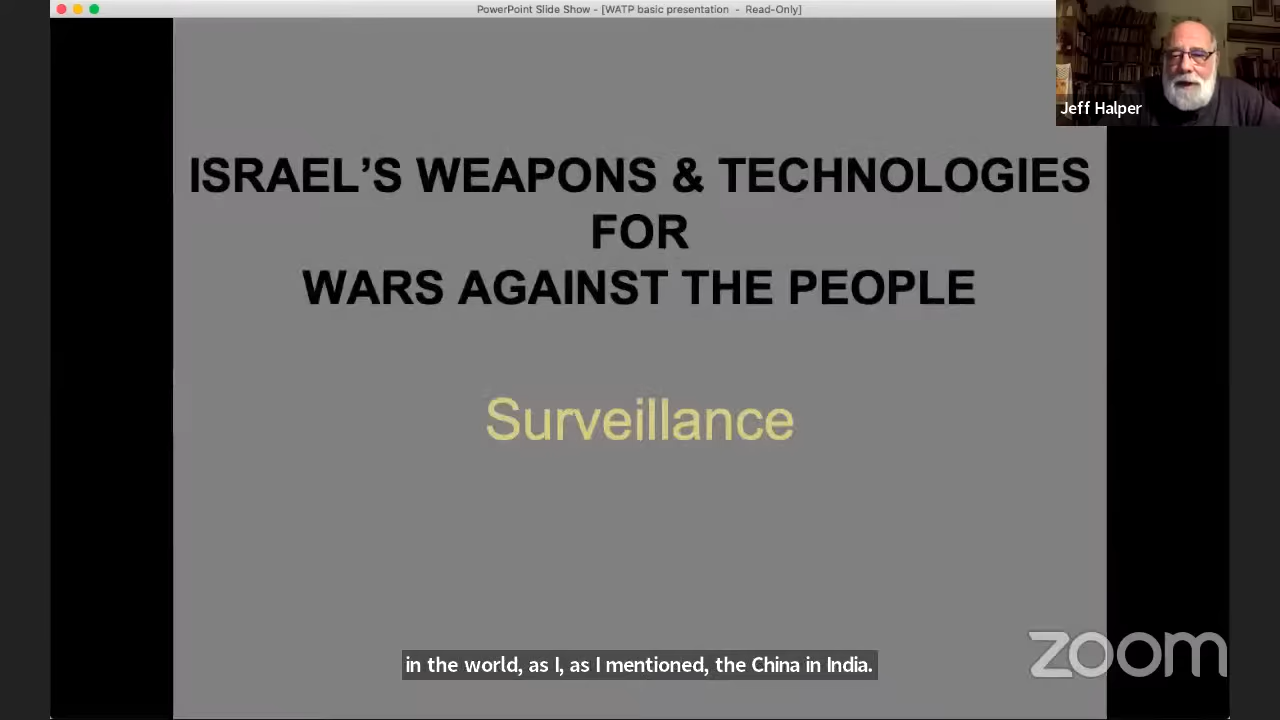 PowerPoint Slide Show - [WATP basic presentation - Read-Only]
Jeff Halper
ISRAEL'S WEAPONS & TECHNOLOGIES
FOR
WARS AGAINST THE PEOPLE
Surveillance
in the world, as I, as I mentioned, the China in India.
zoom